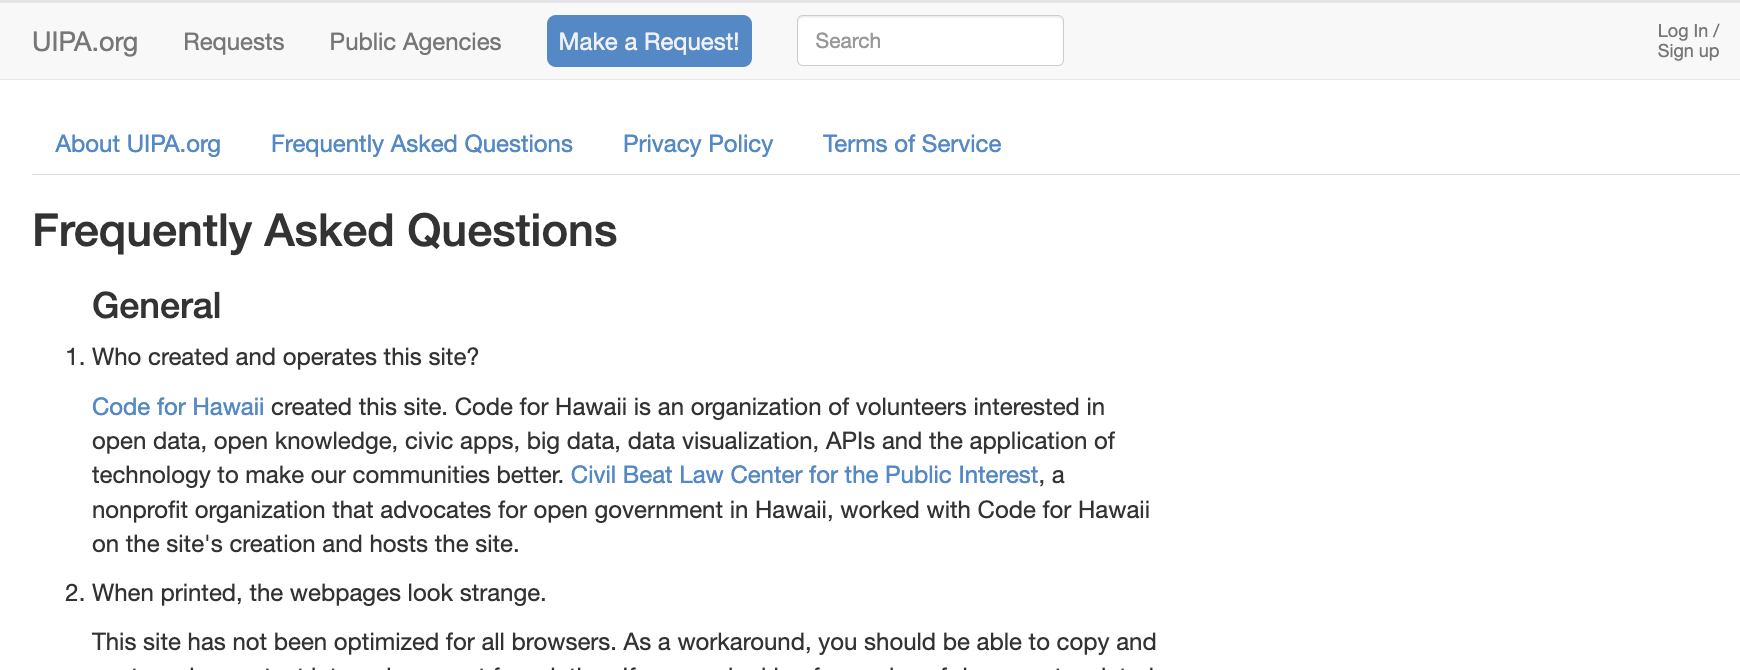 UIPA.org Requests Public Agencies Make a Request! Search Log In / Sign up
About UIPA.org Frequently Asked Questions Privacy Policy Terms of Service
Frequently Asked Questions
General
1. Who created and operates this site?
Code for Hawaii created this site. Code for Hawaii is an organization of volunteers interested in
open data, open knowledge, civic apps, big data, data visualization, APIs and the application of
technology to make our communities better. Civil Beat Law Center for the Public Interest, a
nonprofit organization that advocates for open government in Hawaii, worked with Code for Hawaii
on the site's creation and hosts the site.
2. When printed, the webpages look strange.
This site has not been optimized for all browsers. As a workaround, you should be able to copy and